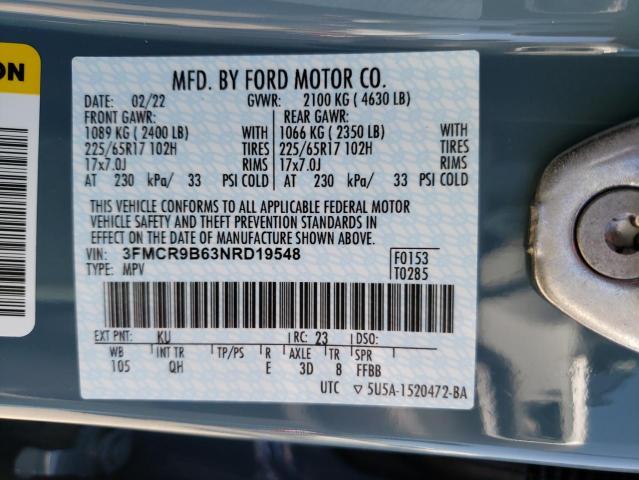 ON
MFD. BY FORD MOTOR CO.
DATE: 02/22 GVWR: 2100 KG (4630 LB)
FRONT GAWR: REAR GAWR:
1089 KG (2400 LB) WITH 1066 KG (2350 LB) WITH
225/65R17 102H TIRES 225/65R17 102H TIRES
17x7.0J RIMS 17x7.0J RIMS
AT 230 kPa/ 33 PSI COLD AT 230 kPa/ 33 PSI COLD
THIS VEHICLE CONFORMS TO ALL APPLICABLE FEDERAL MOTOR
VEHICLE SAFETY AND THEFT PREVENTION STANDARDS IN
EFFECT ON THE DATE OF MANUFACTURE SHOWN ABOVE.
VIN: 3FMCR9B63NRD19548 F0153
TYPE: MPV T0285
EXT PNT: KU RC: 23 DSO:
WB INT TR TP/PS R AXLE TR SPR
105 QH E 3D 8 FFBB
UTC ▽ 5U5A-1520472-BA